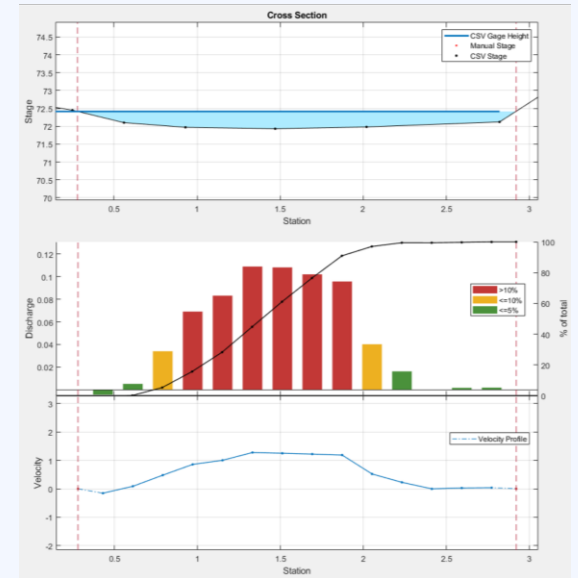 Cross Section
CSV Gage Height
Manual Stage
CSV Stage
74.5
74
73.5
73
72.5
72
71.5
71
70.5
70
Stage
0.5 1 1.5 2 2.5 3
Station
0.12
0.1
0.08
0.06
0.04
0.02
Discharge
>10%
<=10%
<=5%
100
80
60
40
20
0
% of total
3
2
1
0
-1
-2
Velocity
Velocity Profile
0.5 1 1.5 2 2.5 3
Station